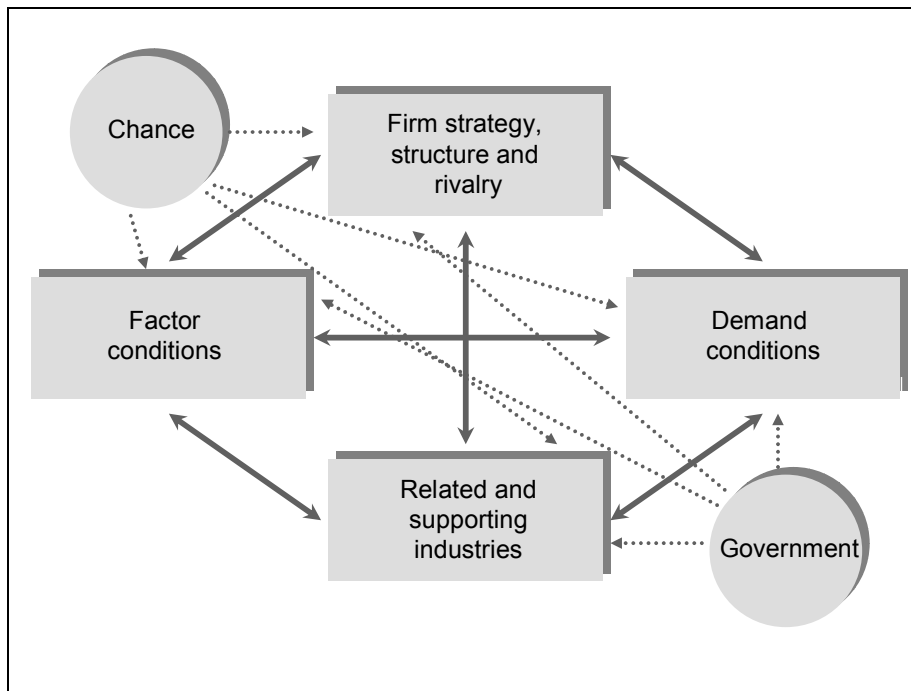 Chance
Firm strategy,
structure and
rivalry
Factor
conditions
Demand
conditions
Related and
supporting
industries
Government